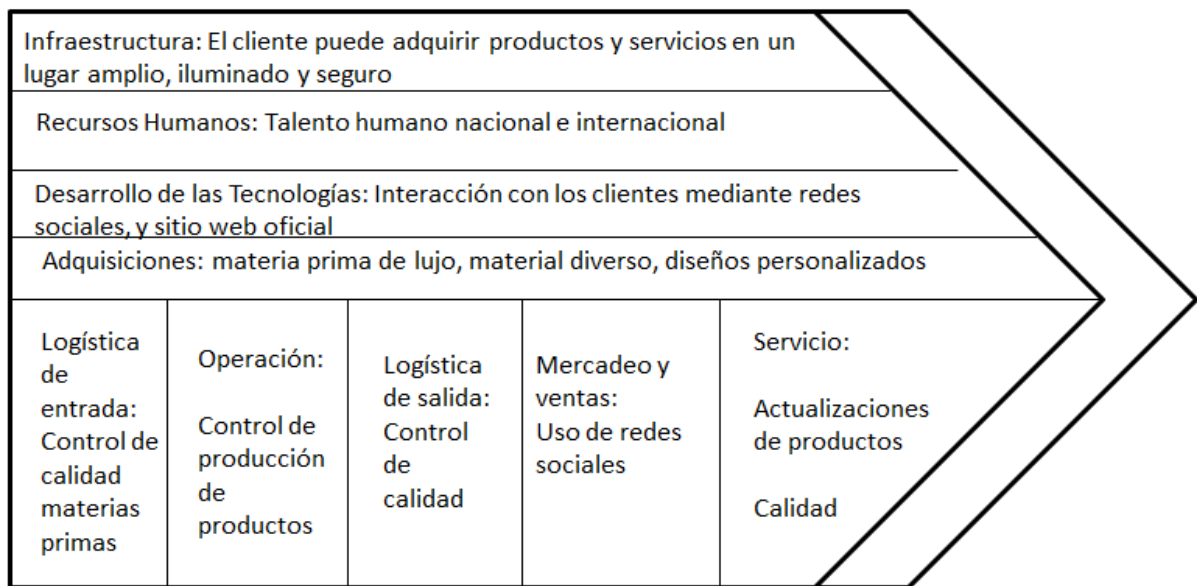 Infraestructura: El cliente puede adquirir productos y servicios en un
lugar amplio, iluminado y seguro
Recursos Humanos: Talento humano nacional e internacional
Desarrollo de las Tecnologías: Interacción con los clientes mediante redes
sociales, y sitio web oficial
Adquisiciones: materia prima de lujo, material diverso, diseños personalizados
Logística
de
entrada:
Control de
calidad
materias
primas
Operación:
Control de
producción
de
productos
Logística
de salida:
Control
de
calidad
Mercadeo y
ventas:
Uso de redes
sociales
Servicio:
Actualizaciones
de productos
Calidad